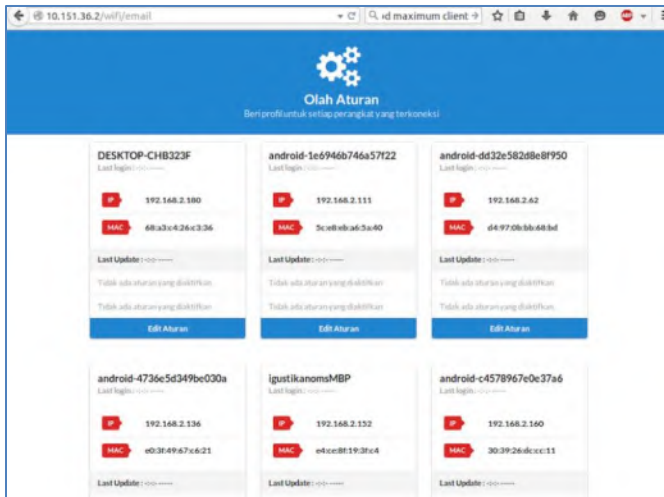 10.151.36.2/wifi/email
rd maximum client
Olah Aturan
Beri profil untuk setiap perangkat yang terkoneksi
DESKTOP-CHB323F
Last login : -:-:- -----
IP 192.168.2.180
MAC 68:a3:c4:26:c3:36
Last Update : -:-:- -----
Tidak ada aturan yang diaktifkan
Tidak ada aturan yang diaktifkan
Edit Aturan
android-1e6946b746a57f22
Last login : -:-:- -----
IP 192.168.2.111
MAC 5c:e8:eb:a6:5a:40
Last Update : -:-:- -----
Tidak ada aturan yang diaktifkan
Tidak ada aturan yang diaktifkan
Edit Aturan
android-dd32e582d8e8f950
Last login : -:-:- -----
IP 192.168.2.62
MAC d4:97:0b:bb:68:bd
Last Update : -:-:- -----
Tidak ada aturan yang diaktifkan
Tidak ada aturan yang diaktifkan
Edit Aturan
android-4736e5d349be030a
Last login : -:-:- -----
IP 192.168.2.136
MAC e0:3f:49:67:c6:21
Last Update : -:-:- -----
igustikanomsMBP
Last login : -:-:- -----
IP 192.168.2.152
MAC e4:ce:8f:19:3f:c4
Last Update : -:-:- -----
android-c4578967e0e37a6
Last login : -:-:- -----
IP 192.168.2.160
MAC 30:39:26:dc:cc:11
Last Update : -:-:- -----